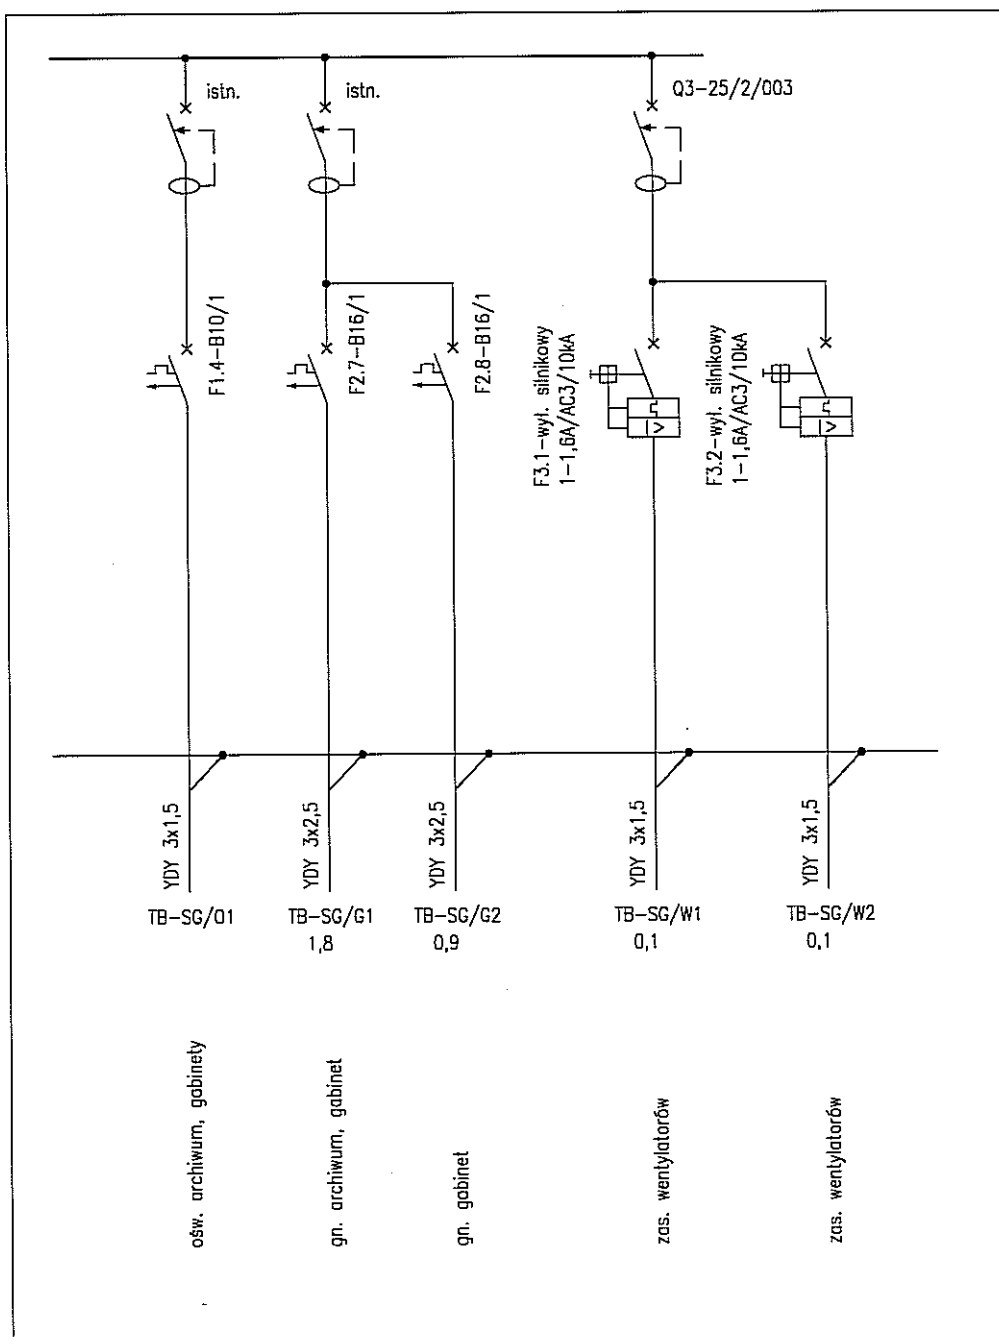 istn.
istn.
Q3-25/2/003
F1.4-B10/1
F2.7-B16/1
F2.8-B16/1
F3.1-wył. silnikowy
1-1,6A/AC3/10kA
F3.2-wył. silnikowy
1-1,6A/AC3/10kA
YDY 3x1,5
YDY 3x2,5
YDY 3x2,5
YDY 3x1,5
YDY 3x1,5
TB-SG/O1
TB-SG/G1
1,8
TB-SG/G2
0,9
TB-SG/W1
0,1
TB-SG/W2
0,1
ośw. archiwum, gabinety
gn. archiwum, gabinet
gn. gabinet
zas. wentylatorów
zas. wentylatorów